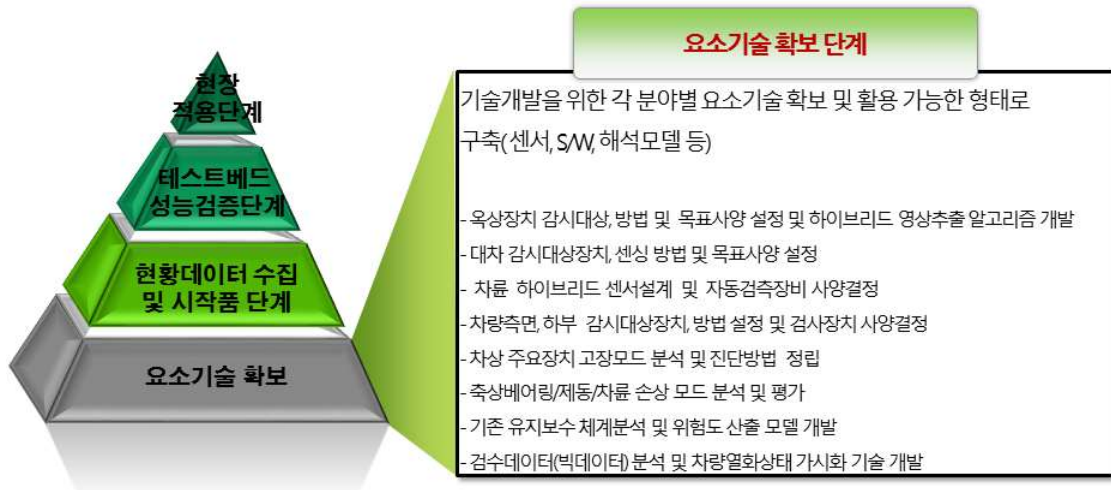 현장
적용단계
테스트베드
성능검증단계
현황데이터 수집
및 시작품 단계
요소기술 확보
요소기술 확보 단계
기술개발을 위한 각 분야별 요소기술 확보 및 활용 가능한 형태로
구축(센서, S/W, 해석모델 등)
- 옥상장치 감시대상, 방법 및 목표사양 설정 및 하이브리드 영상추출 알고리즘 개발
- 대차 감시대상장치, 센싱 방법 및 목표사양 설정
- 차륜 하이브리드 센서설계 및 자동검측장비 사양결정
- 차량측면, 하부 감시대상장치, 방법 설정 및 검사장치 사양결정
- 차상 주요장치 고장모드 분석 및 진단방법 정립
- 축상베어링/제동/차륜 손상 모드 분석 및 평가
- 기존 유지보수 체계분석 및 위험도 산출 모델 개발
- 검수데이터(빅데이터) 분석 및 차량열화상태 가시화 기술 개발